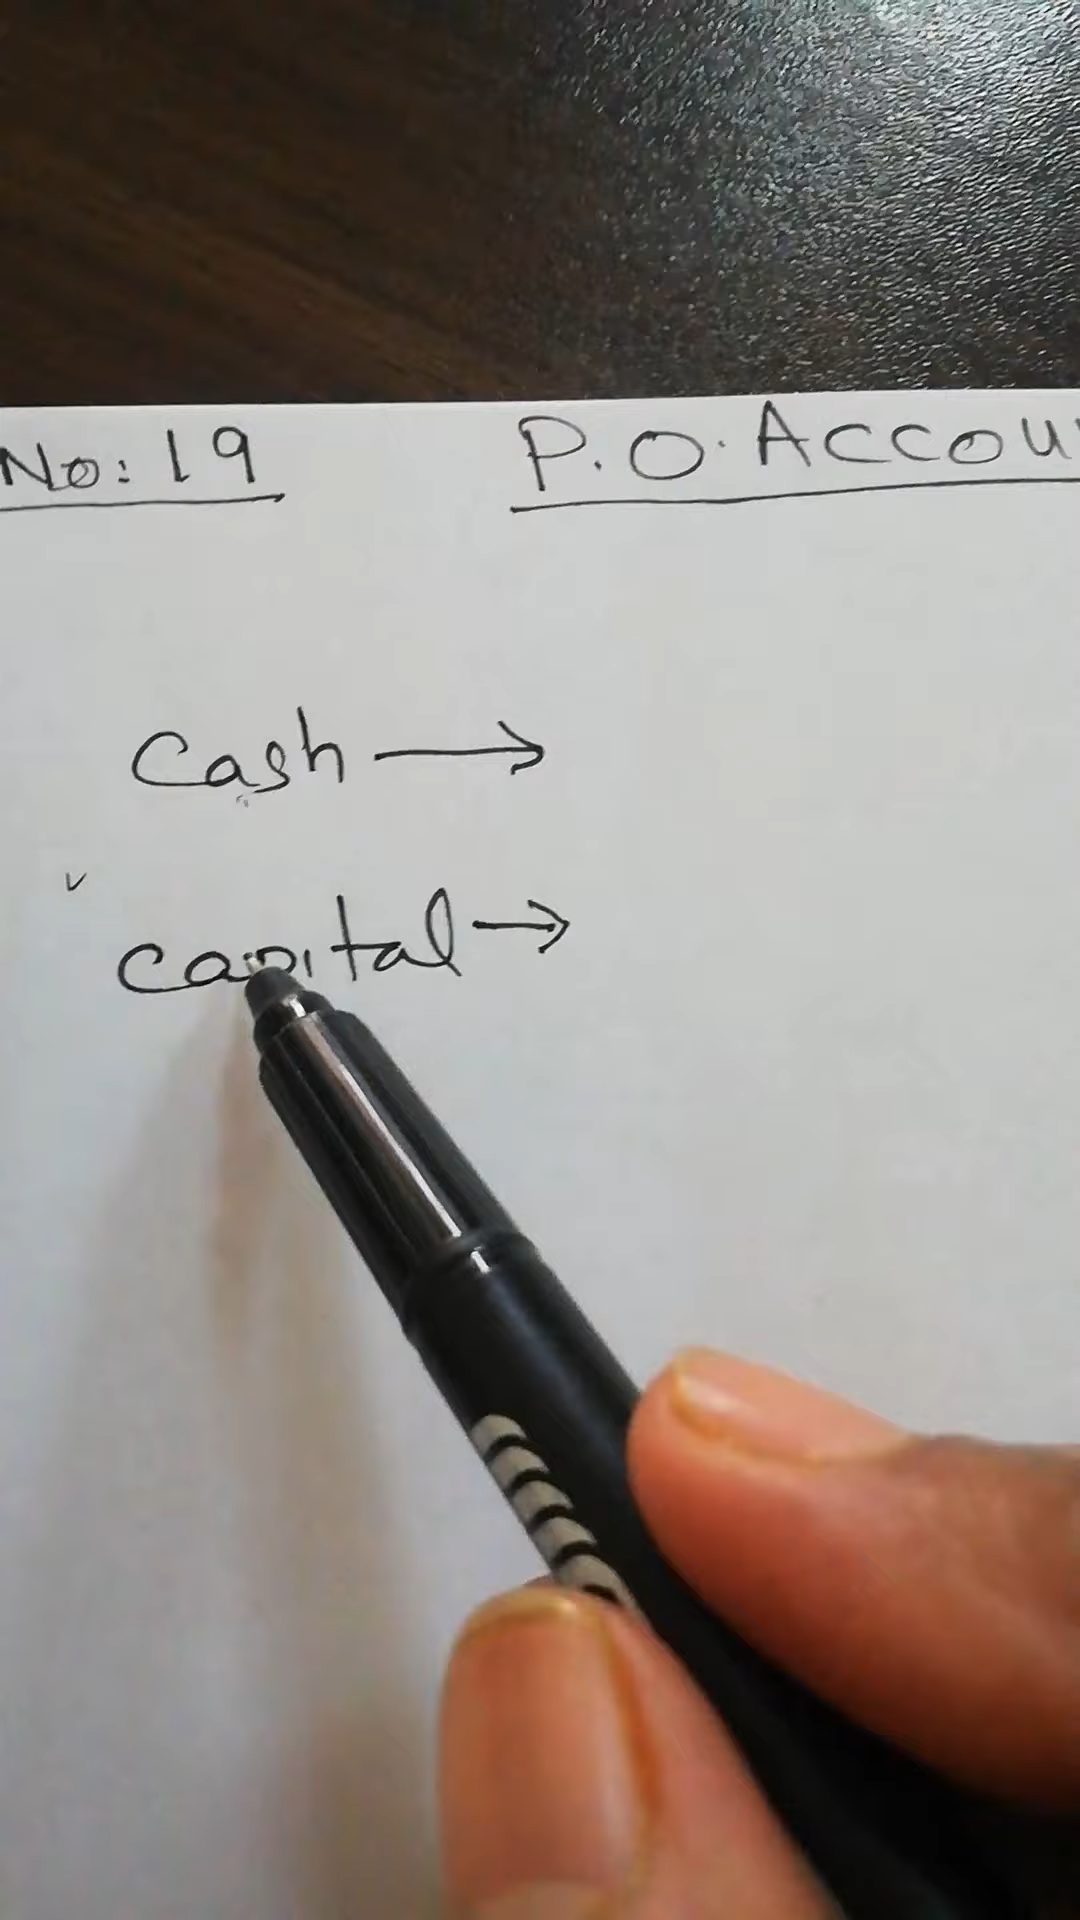 No: 19 P.O. Accou
Cash →
capital →